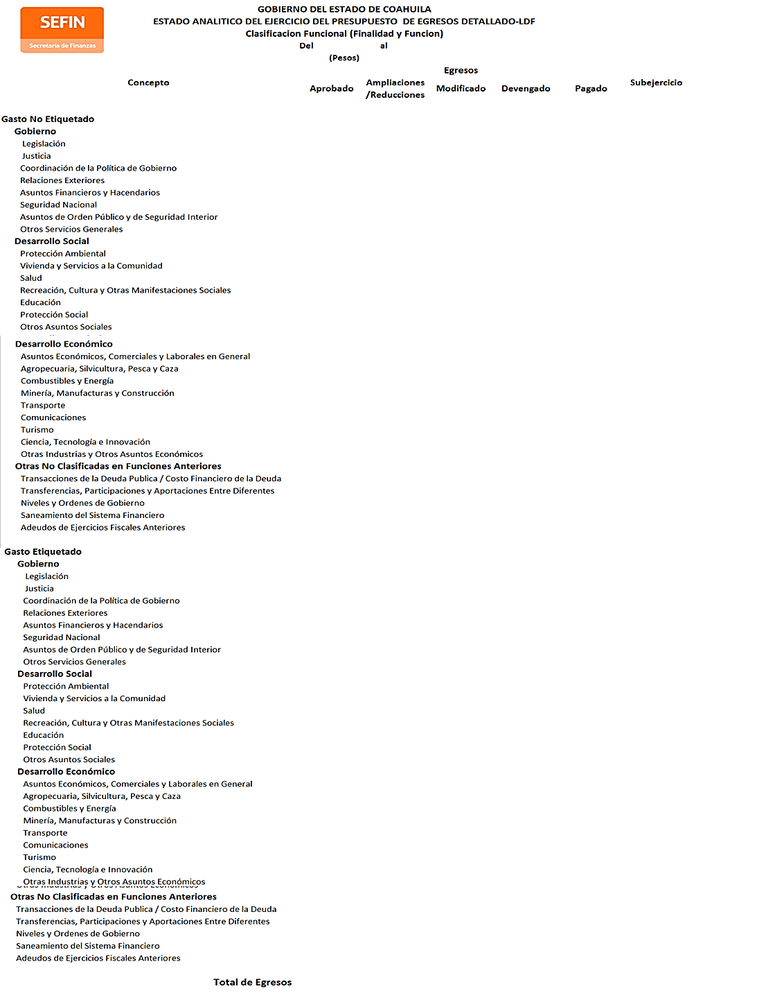 SEFIN
Secretaría de Finanzas
GOBIERNO DEL ESTADO DE COAHUILA
ESTADO ANALITICO DEL EJERCICIO DEL PRESUPUESTO DE EGRESOS DETALLADO-LDF
Clasificacion Funcional (Finalidad y Funcion)
Del al
(Pesos)
Egresos
Concepto Aprobado Ampliaciones /Reducciones Modificado Devengado Pagado Subejercicio
Gasto No Etiquetado
Gobierno
Legislación
Justicia
Coordinación de la Política de Gobierno
Relaciones Exteriores
Asuntos Financieros y Hacendarios
Seguridad Nacional
Asuntos de Orden Público y de Seguridad Interior
Otros Servicios Generales
Desarrollo Social
Protección Ambiental
Vivienda y Servicios a la Comunidad
Salud
Recreación, Cultura y Otras Manifestaciones Sociales
Educación
Protección Social
Otros Asuntos Sociales
Desarrollo Económico
Asuntos Económicos, Comerciales y Laborales en General
Agropecuaria, Silvicultura, Pesca y Caza
Combustibles y Energía
Minería, Manufacturas y Construcción
Transporte
Comunicaciones
Turismo
Ciencia, Tecnología e Innovación
Otras Industrias y Otros Asuntos Económicos
Otras No Clasificadas en Funciones Anteriores
Transacciones de la Deuda Publica / Costo Financiero de la Deuda
Transferencias, Participaciones y Aportaciones Entre Diferentes
Niveles y Ordenes de Gobierno
Saneamiento del Sistema Financiero
Adeudos de Ejercicios Fiscales Anteriores
Gasto Etiquetado
Gobierno
Legislación
Justicia
Coordinación de la Política de Gobierno
Relaciones Exteriores
Asuntos Financieros y Hacendarios
Seguridad Nacional
Asuntos de Orden Público y de Seguridad Interior
Otros Servicios Generales
Desarrollo Social
Protección Ambiental
Vivienda y Servicios a la Comunidad
Salud
Recreación, Cultura y Otras Manifestaciones Sociales
Educación
Protección Social
Otros Asuntos Sociales
Desarrollo Económico
Asuntos Económicos, Comerciales y Laborales en General
Agropecuaria, Silvicultura, Pesca y Caza
Combustibles y Energía
Minería, Manufacturas y Construcción
Transporte
Comunicaciones
Turismo
Ciencia, Tecnología e Innovación
Otras Industrias y Otros Asuntos Económicos
Otras No Clasificadas en Funciones Anteriores
Transacciones de la Deuda Publica / Costo Financiero de la Deuda
Transferencias, Participaciones y Aportaciones Entre Diferentes
Niveles y Ordenes de Gobierno
Saneamiento del Sistema Financiero
Adeudos de Ejercicios Fiscales Anteriores
Total de Egresos